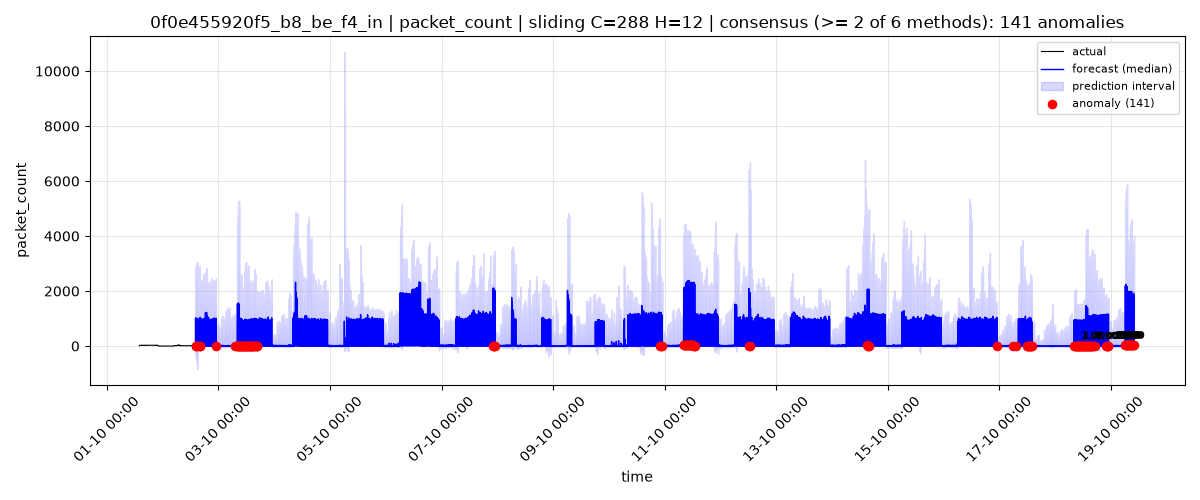 0f0e455920f5_b8_be_f4_in | packet_count | sliding C=288 H=12 | consensus (>= 2 of 6 methods): 141 anomalies
actual
forecast (median)
prediction interval
anomaly (141)
packet_count
10000
8000
6000
4000
2000
0
01-10 00:00
03-10 00:00
05-10 00:00
07-10 00:00
09-10 00:00
11-10 00:00
13-10 00:00
15-10 00:00
17-10 00:00
19-10 00:00
time